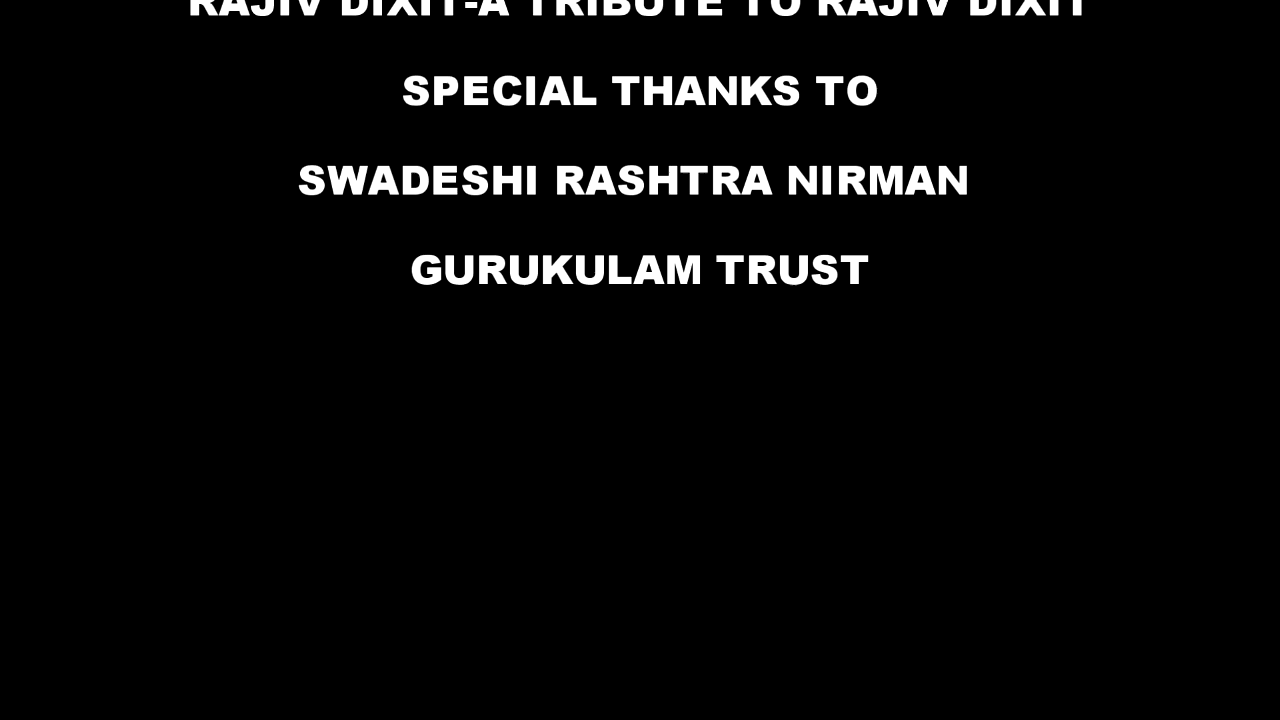 RAJIV DIXIT-A TRIBUTE TO RAJIV DIXIT
SPECIAL THANKS TO
SWADESHI RASHTRA NIRMAN
GURUKULAM TRUST